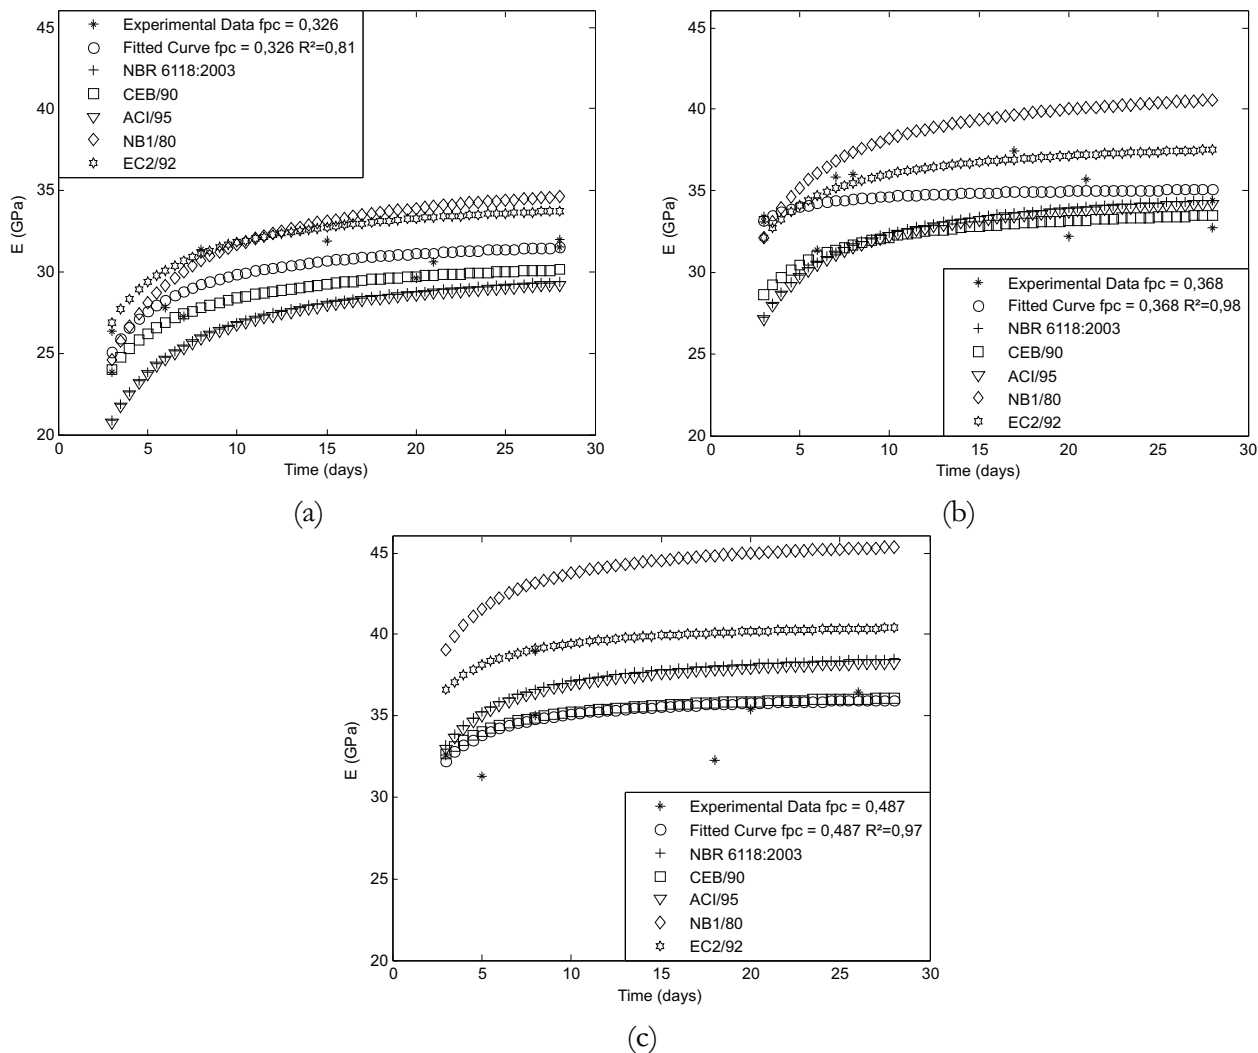 45
40
35
30
25
20
E (GPa)
0
5
10
15
20
25
30
Time (days)
Experimental Data fpc = 0,326
Fitted Curve fpc = 0,326 R²=0,81
NBR 6118:2003
CEB/90
ACI/95
NB1/80
EC2/92
(a)
45
40
35
30
25
20
E (GPa)
0
5
10
15
20
25
30
Time (days)
Experimental Data fpc = 0,368
Fitted Curve fpc = 0,368 R²=0,98
NBR 6118:2003
CEB/90
ACI/95
NB1/80
EC2/92
(b)
45
40
35
30
25
20
E (GPa)
0
5
10
15
20
25
30
Time (days)
Experimental Data fpc = 0,487
Fitted Curve fpc = 0,487 R²=0,97
NBR 6118:2003
CEB/90
ACI/95
NB1/80
EC2/92
(c)